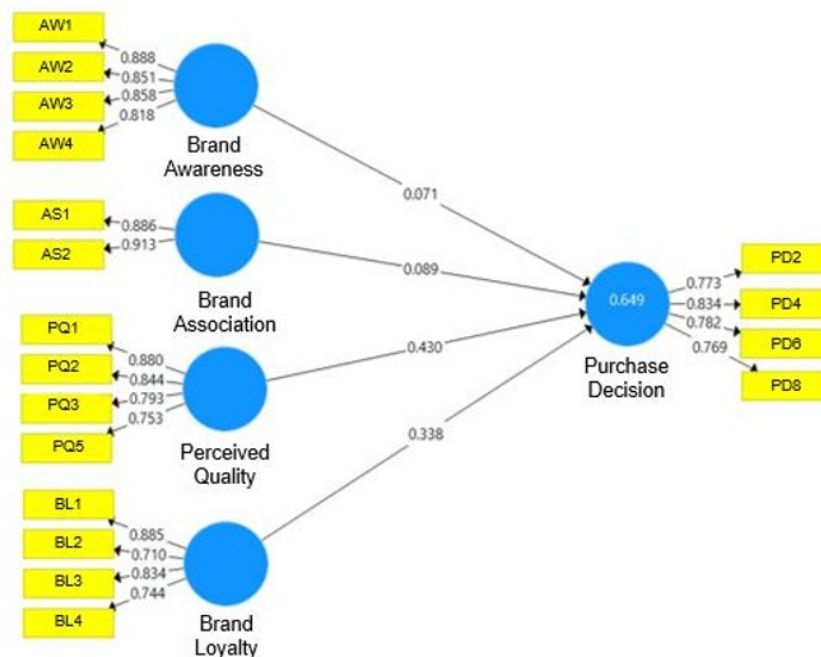 AW1
0.888
AW2
0.851
AW3
0.858
AW4
0.818
Brand
Awareness
0.071
AS1
0.886
AS2
0.913
Brand
Association
0.089
PQ1
0.880
PQ2
0.844
PQ3
0.793
PQ5
0.753
Perceived
Quality
0.430
BL1
0.885
BL2
0.710
BL3
0.834
BL4
0.744
Brand
Loyalty
0.338
0.649
Purchase
Decision
PD2
0.773
PD4
0.834
PD6
0.782
PD8
0.769